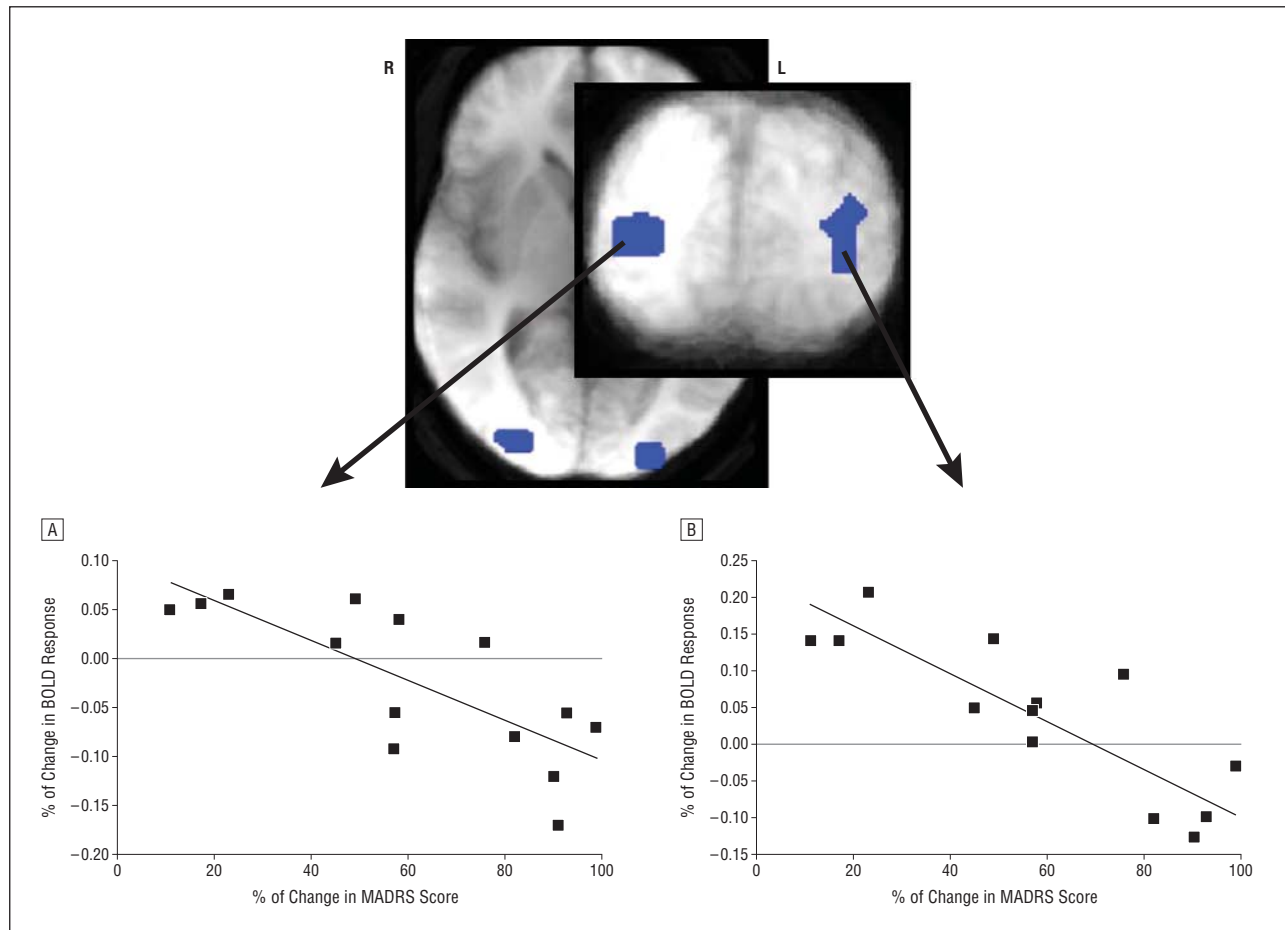 R
L
A
0.10
0.05
0.00
−0.05
−0.10
−0.15
−0.20
% of Change in BOLD Response
0 20 40 60 80 100
% of Change in MADRS Score
B
0.25
0.20
0.15
0.10
0.05
0.00
−0.05
−0.10
−0.15
% of Change in BOLD Response
0 20 40 60 80 100
% of Change in MADRS Score